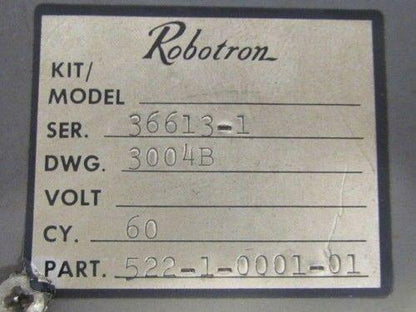 Robotron
KIT/
MODEL
SER. 36613-1
DWG. 3004B
VOLT
CY. 60
PART. 522-1-0001-01